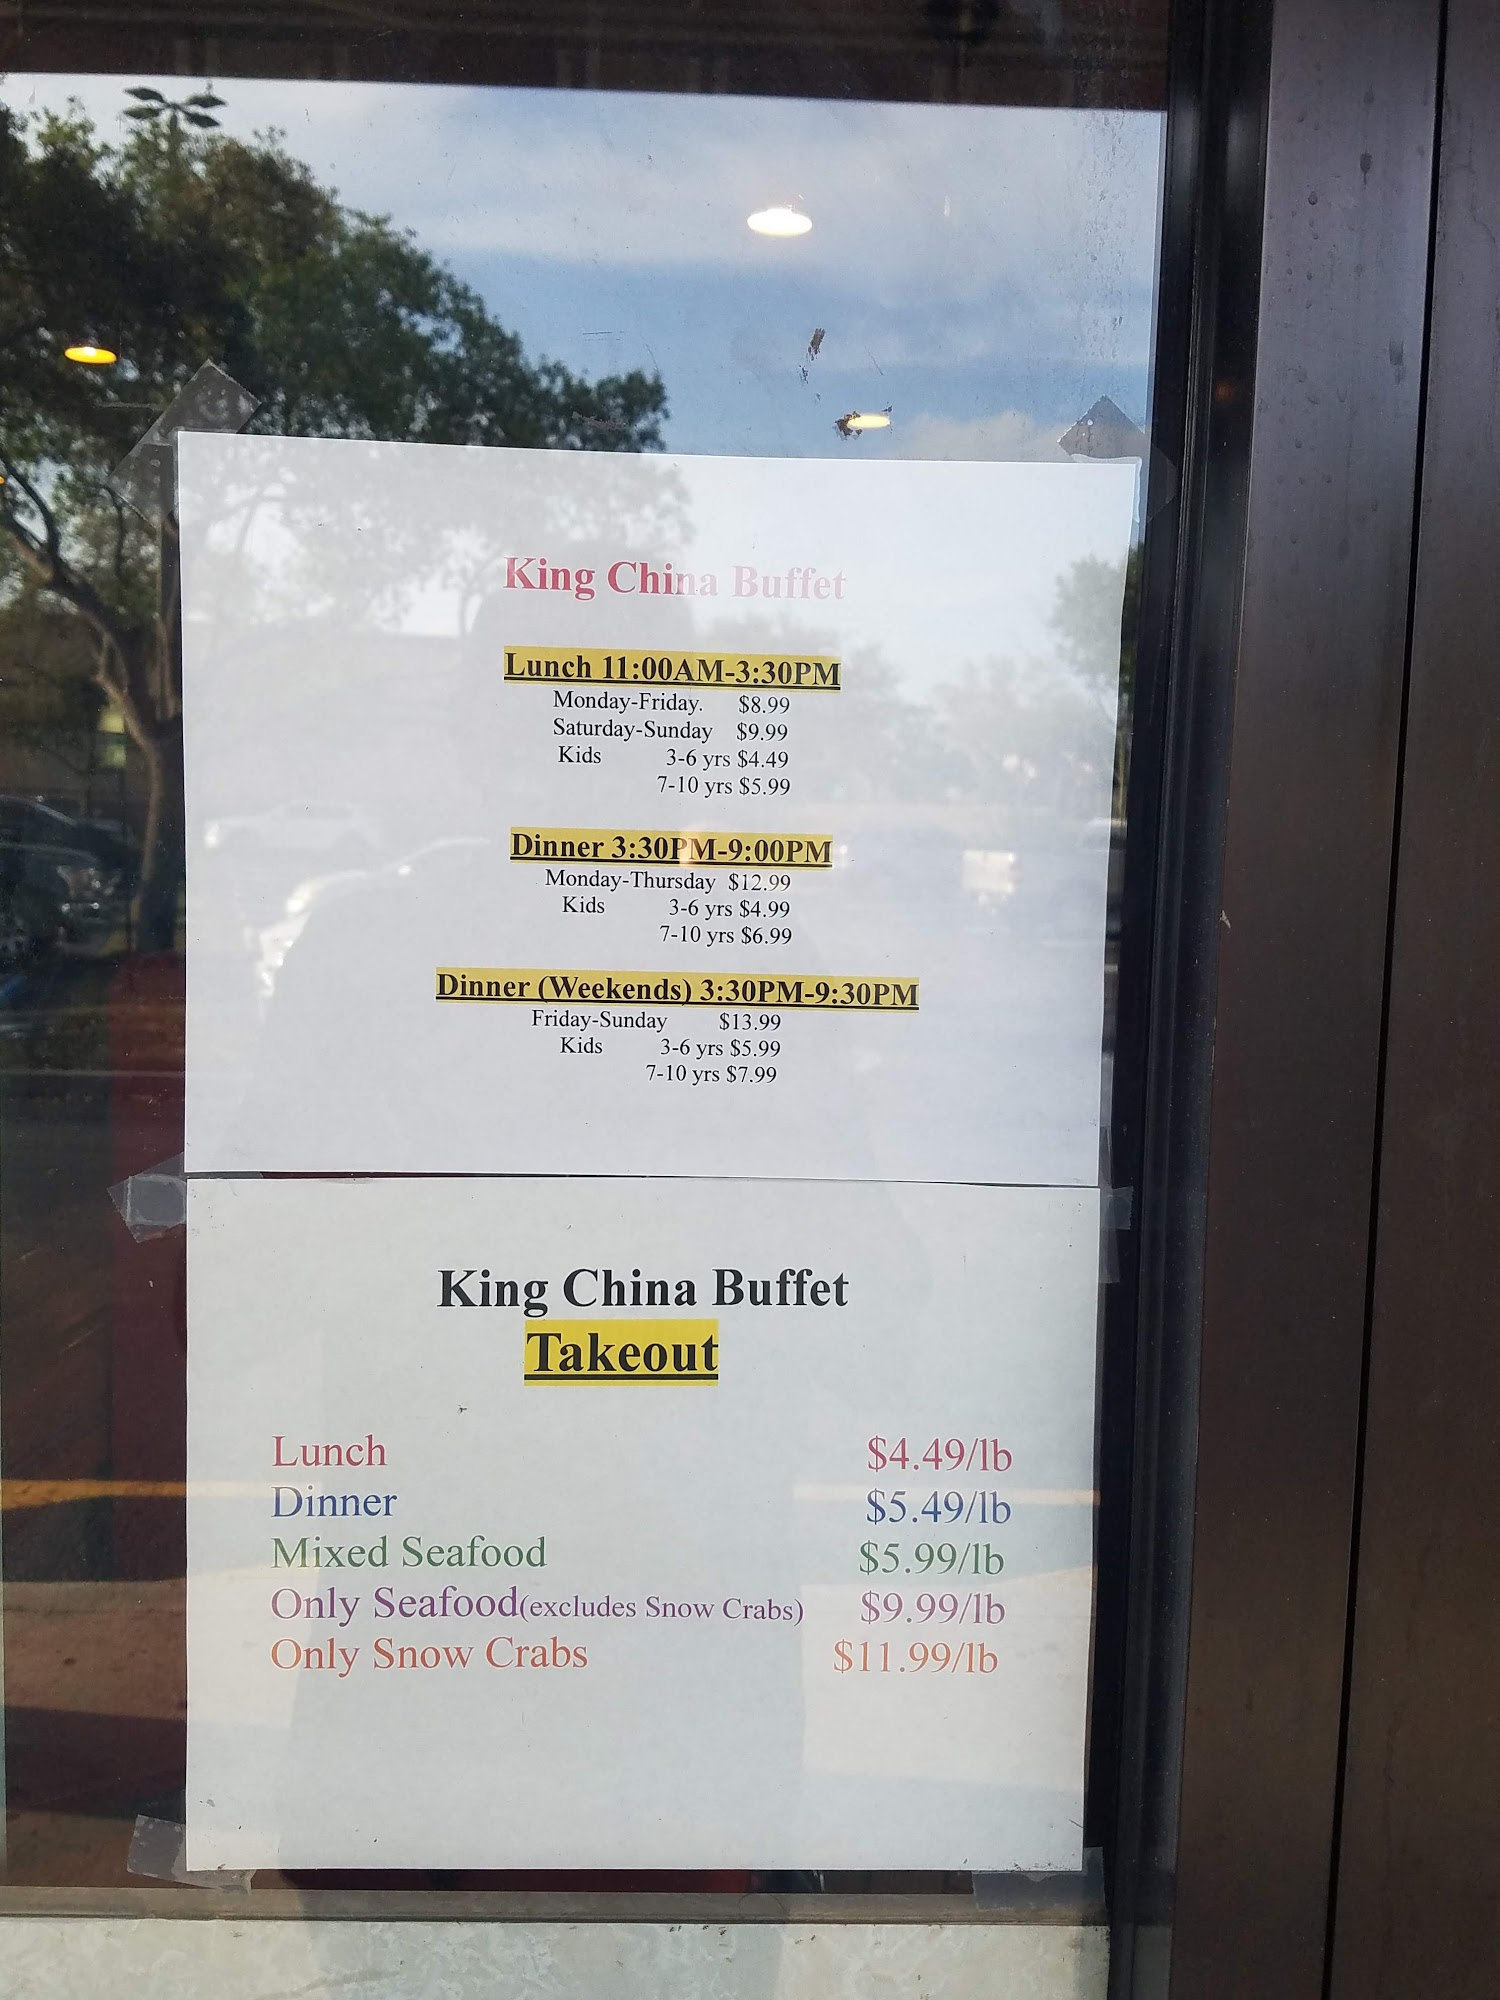 King China Buffet
Lunch 11:00AM-3:30PM
Monday-Friday. $8.99
Saturday-Sunday $9.99
Kids 3-6 yrs $4.49
7-10 yrs $5.99
Dinner 3:30PM-9:00PM
Monday-Thursday $12.99
Kids 3-6 yrs $4.99
7-10 yrs $6.99
Dinner (Weekends) 3:30PM-9:30PM
Friday-Sunday $13.99
Kids 3-6 yrs $5.99
7-10 yrs $7.99
King China Buffet
Takeout
Lunch $4.49/lb
Dinner $5.49/lb
Mixed Seafood $5.99/lb
Only Seafood(excludes Snow Crabs) $9.99/lb
Only Snow Crabs $11.99/lb